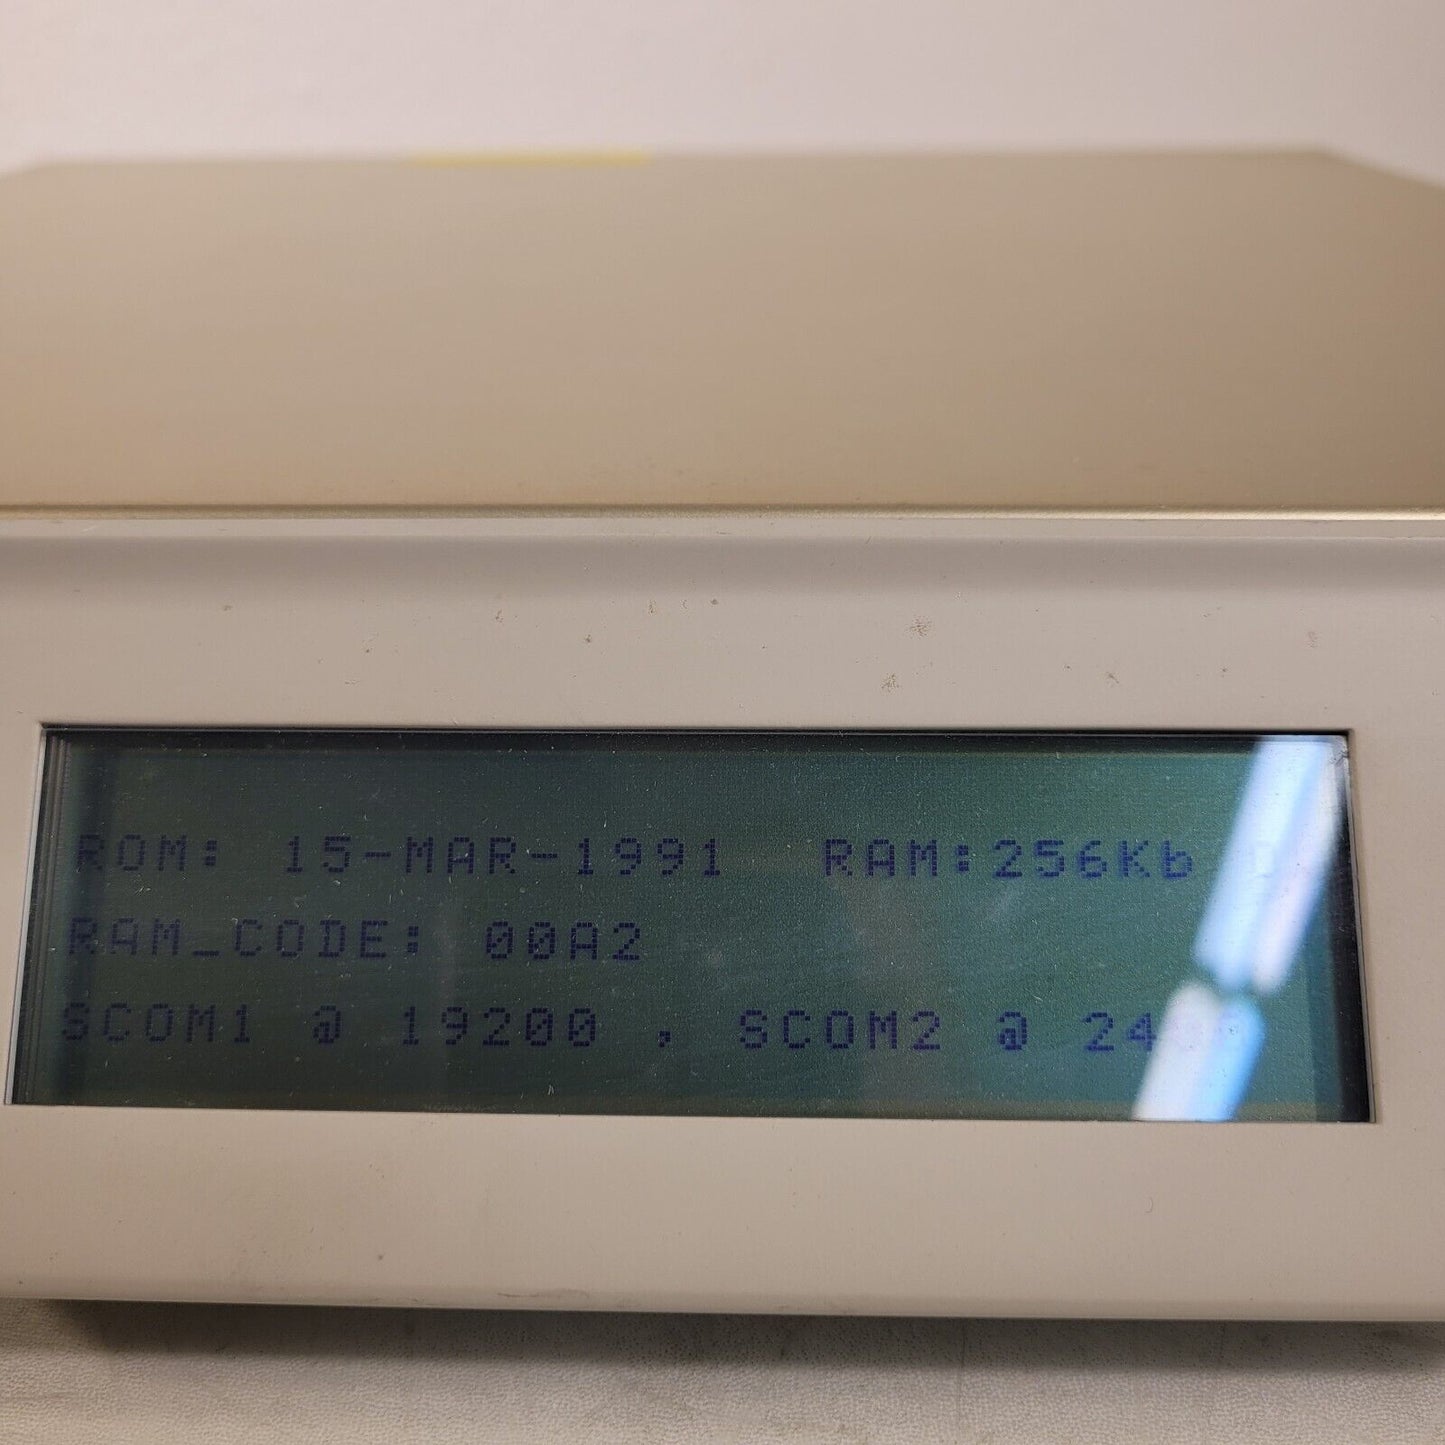 ROM: 15-MAR-1991 RAM:256Kb
RAM_CODE: 00A2
SCOM1 @ 19200 , SCOM2 @